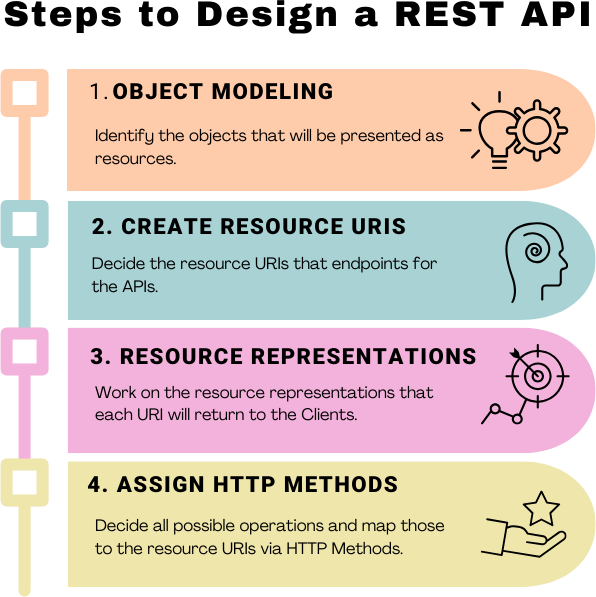 Steps to Design a REST API
1. OBJECT MODELING
Identify the objects that will be presented as
resources.
2. CREATE RESOURCE URIS
Decide the resource URIs that endpoints for
the APIs.
3. RESOURCE REPRESENTATIONS
Work on the resource representations that
each URI will return to the Clients.
4. ASSIGN HTTP METHODS
Decide all possible operations and map those
to the resource URIs via HTTP Methods.